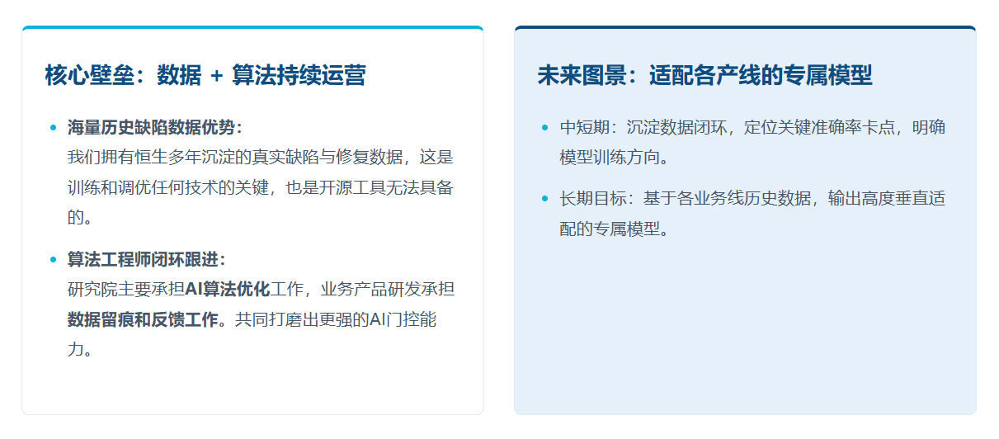 核心壁垒：数据 + 算法持续运营
海量历史缺陷数据优势：
我们拥有恒生多年沉淀的真实缺陷与修复数据，这是
训练和调优任何技术的关键，也是开源工具无法具备
的。
算法工程师闭环跟进：
研究院主要承担AI算法优化工作，业务产品研发承担
数据留痕和反馈工作。共同打磨出更强的AI门控能
力。
未来图景：适配各产线的专属模型
中短期：沉淀数据闭环，定位关键准确率卡点，明确
模型训练方向。
长期目标：基于各业务线历史数据，输出高度垂直适
配的专属模型。